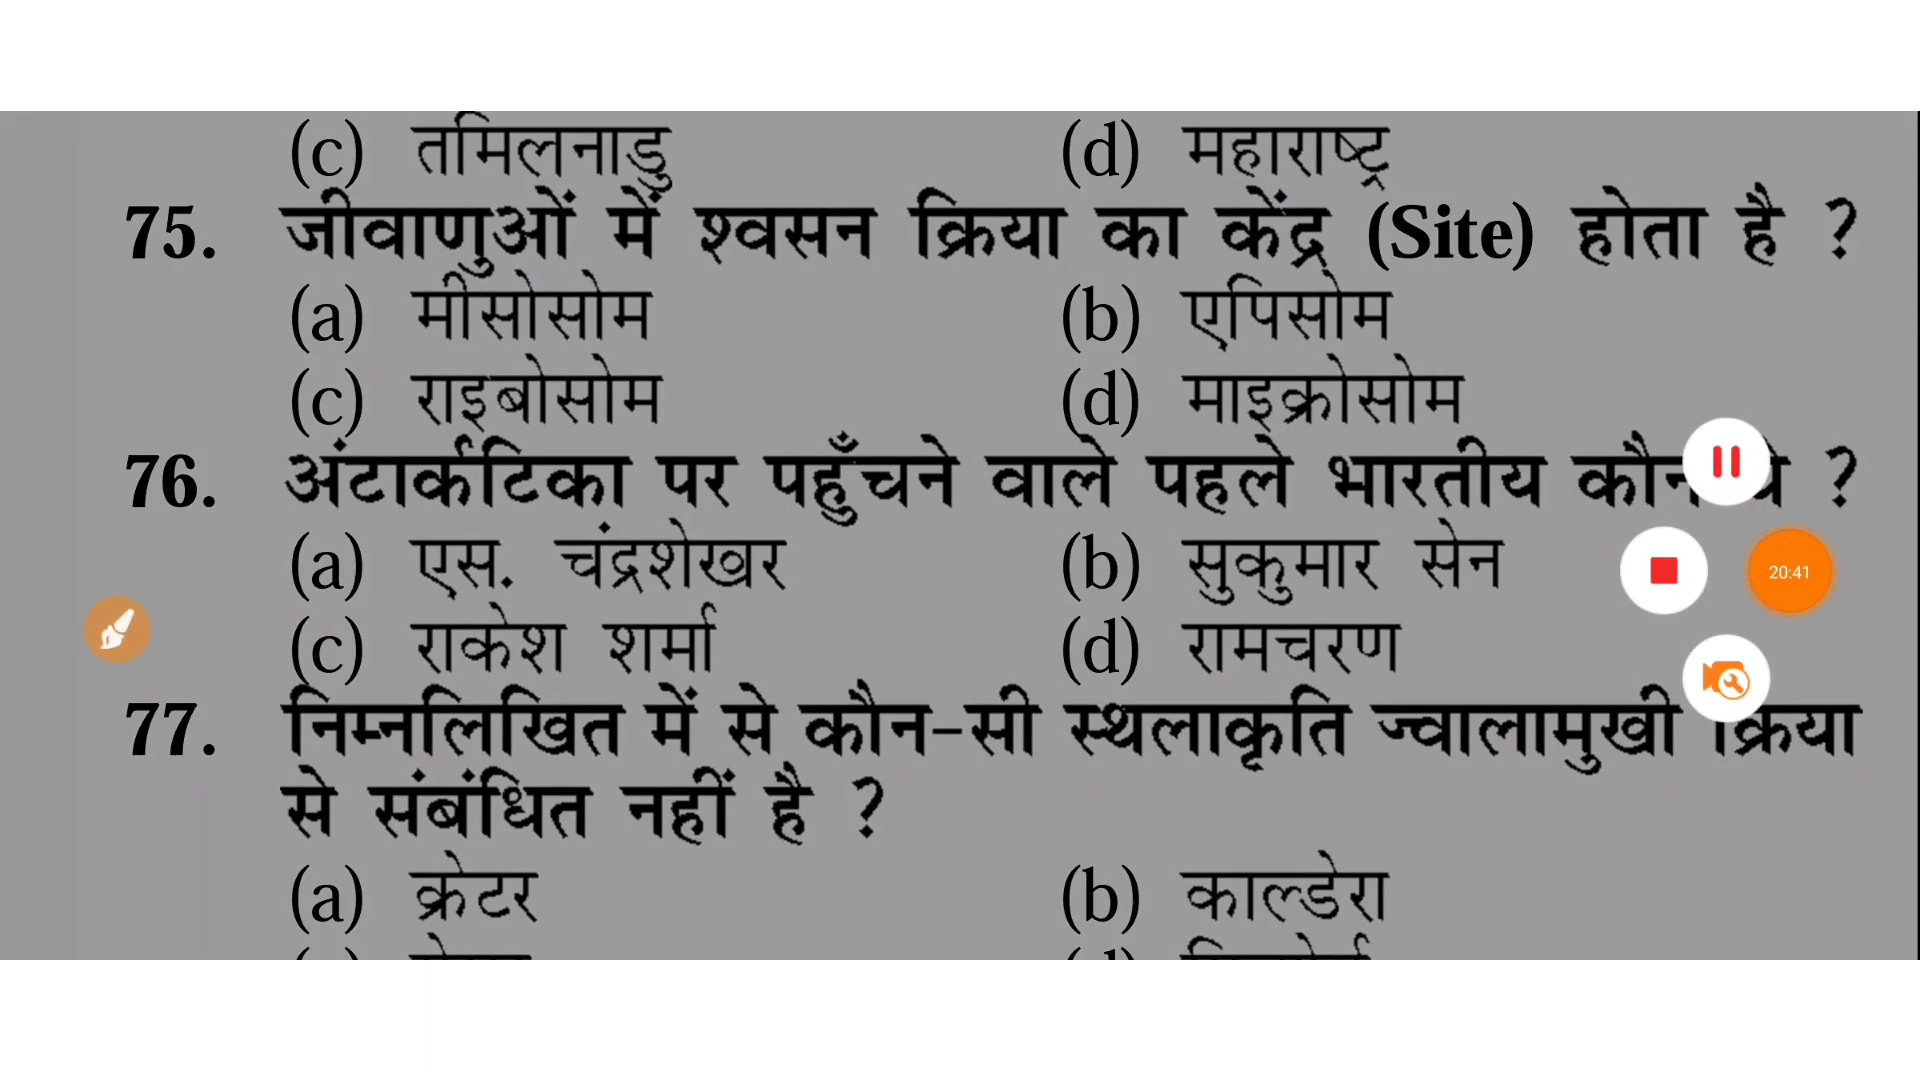 (c) तमिलनाडु (d) महाराष्ट्र
75. जीवाणुओं में श्वसन क्रिया का केंद्र (Site) होता है ?
(a) मीसोसोम (b) एपिसोम
(c) राइबोसोम (d) माइक्रोसोम
76. अंटार्कटिका पर पहुँचने वाले पहले भारतीय कौन थे ?
(a) एस. चंद्रशेखर (b) सुकुमार सेन
20:41
(c) राकेश शर्मा (d) रामचरण
77. निम्नलिखित में से कौन-सी स्थलाकृति ज्वालामुखी क्रिया
से संबंधित नहीं है ?
(a) क्रेटर (b) काल्डेरा